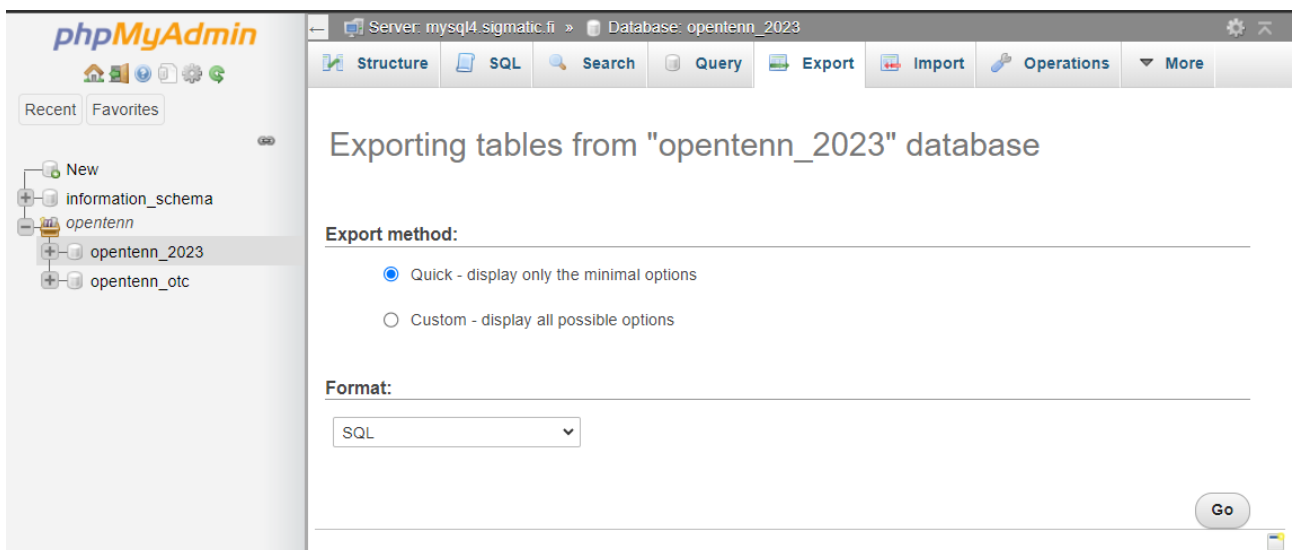 phpMyAdmin
Recent Favorites
New
information_schema
opentenn
opentenn_2023
opentenn_otc
Server: mysql4.sigmatic.fi » Database: opentenn_2023
Structure SQL Search Query Export Import Operations More
Exporting tables from "opentenn_2023" database
Export method:
Quick - display only the minimal options
Custom - display all possible options
Format:
SQL
Go